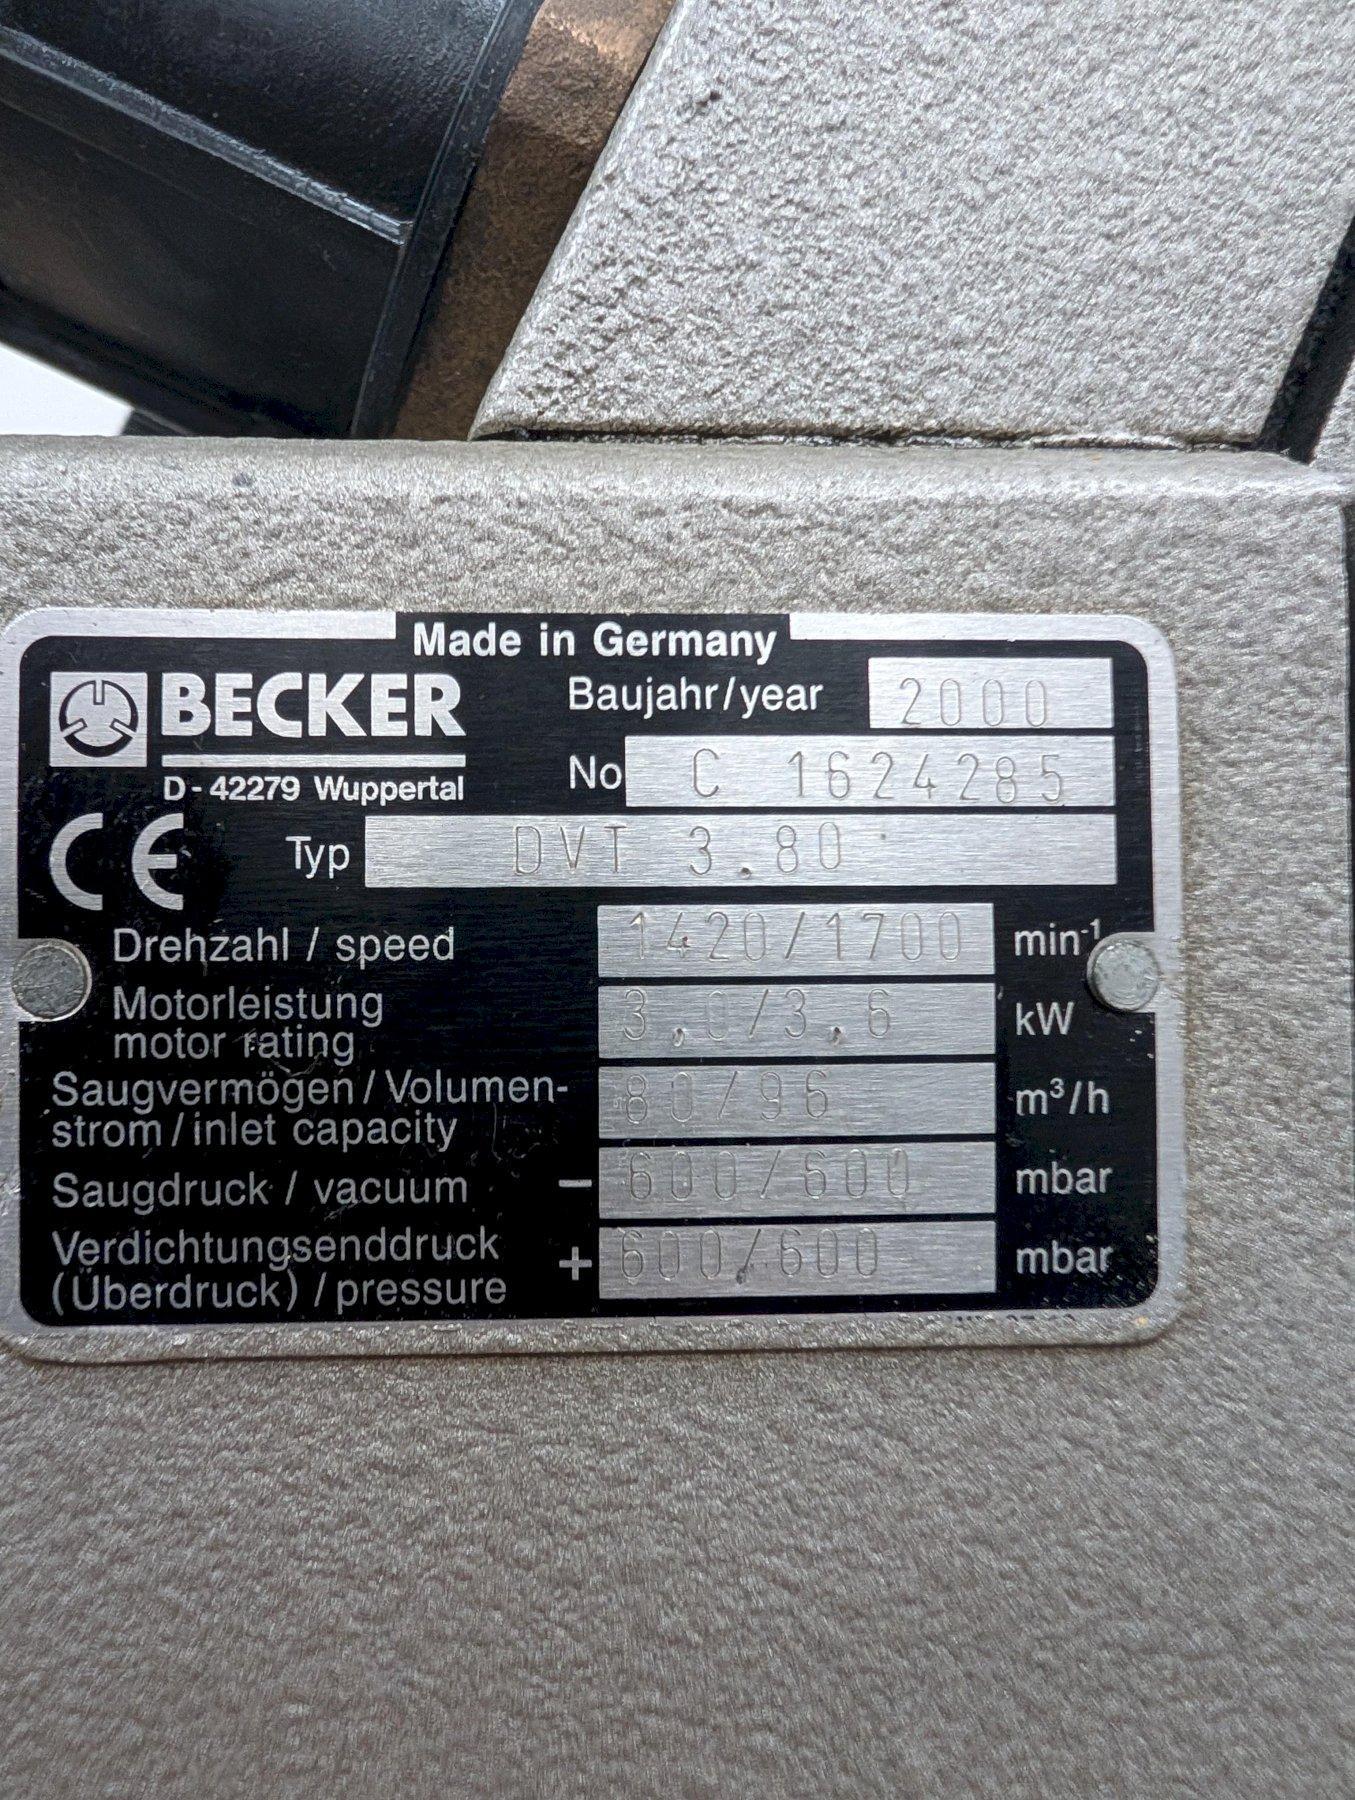 Made in Germany
BECKER
D-42279 Wuppertal
Baujahr/year 2000
No C 1624285
CE Typ DVT 3.80
Drehzahl / speed 1420/1700 min-1
Motorleistung
motor rating 3,0/3,6 kW
Saugvermögen / Volumen-
strom / inlet capacity 80/96 m³/h
Saugdruck / vacuum - 600/600 mbar
Verdichtungsenddruck
(Überdruck) / pressure + 600/600 mbar